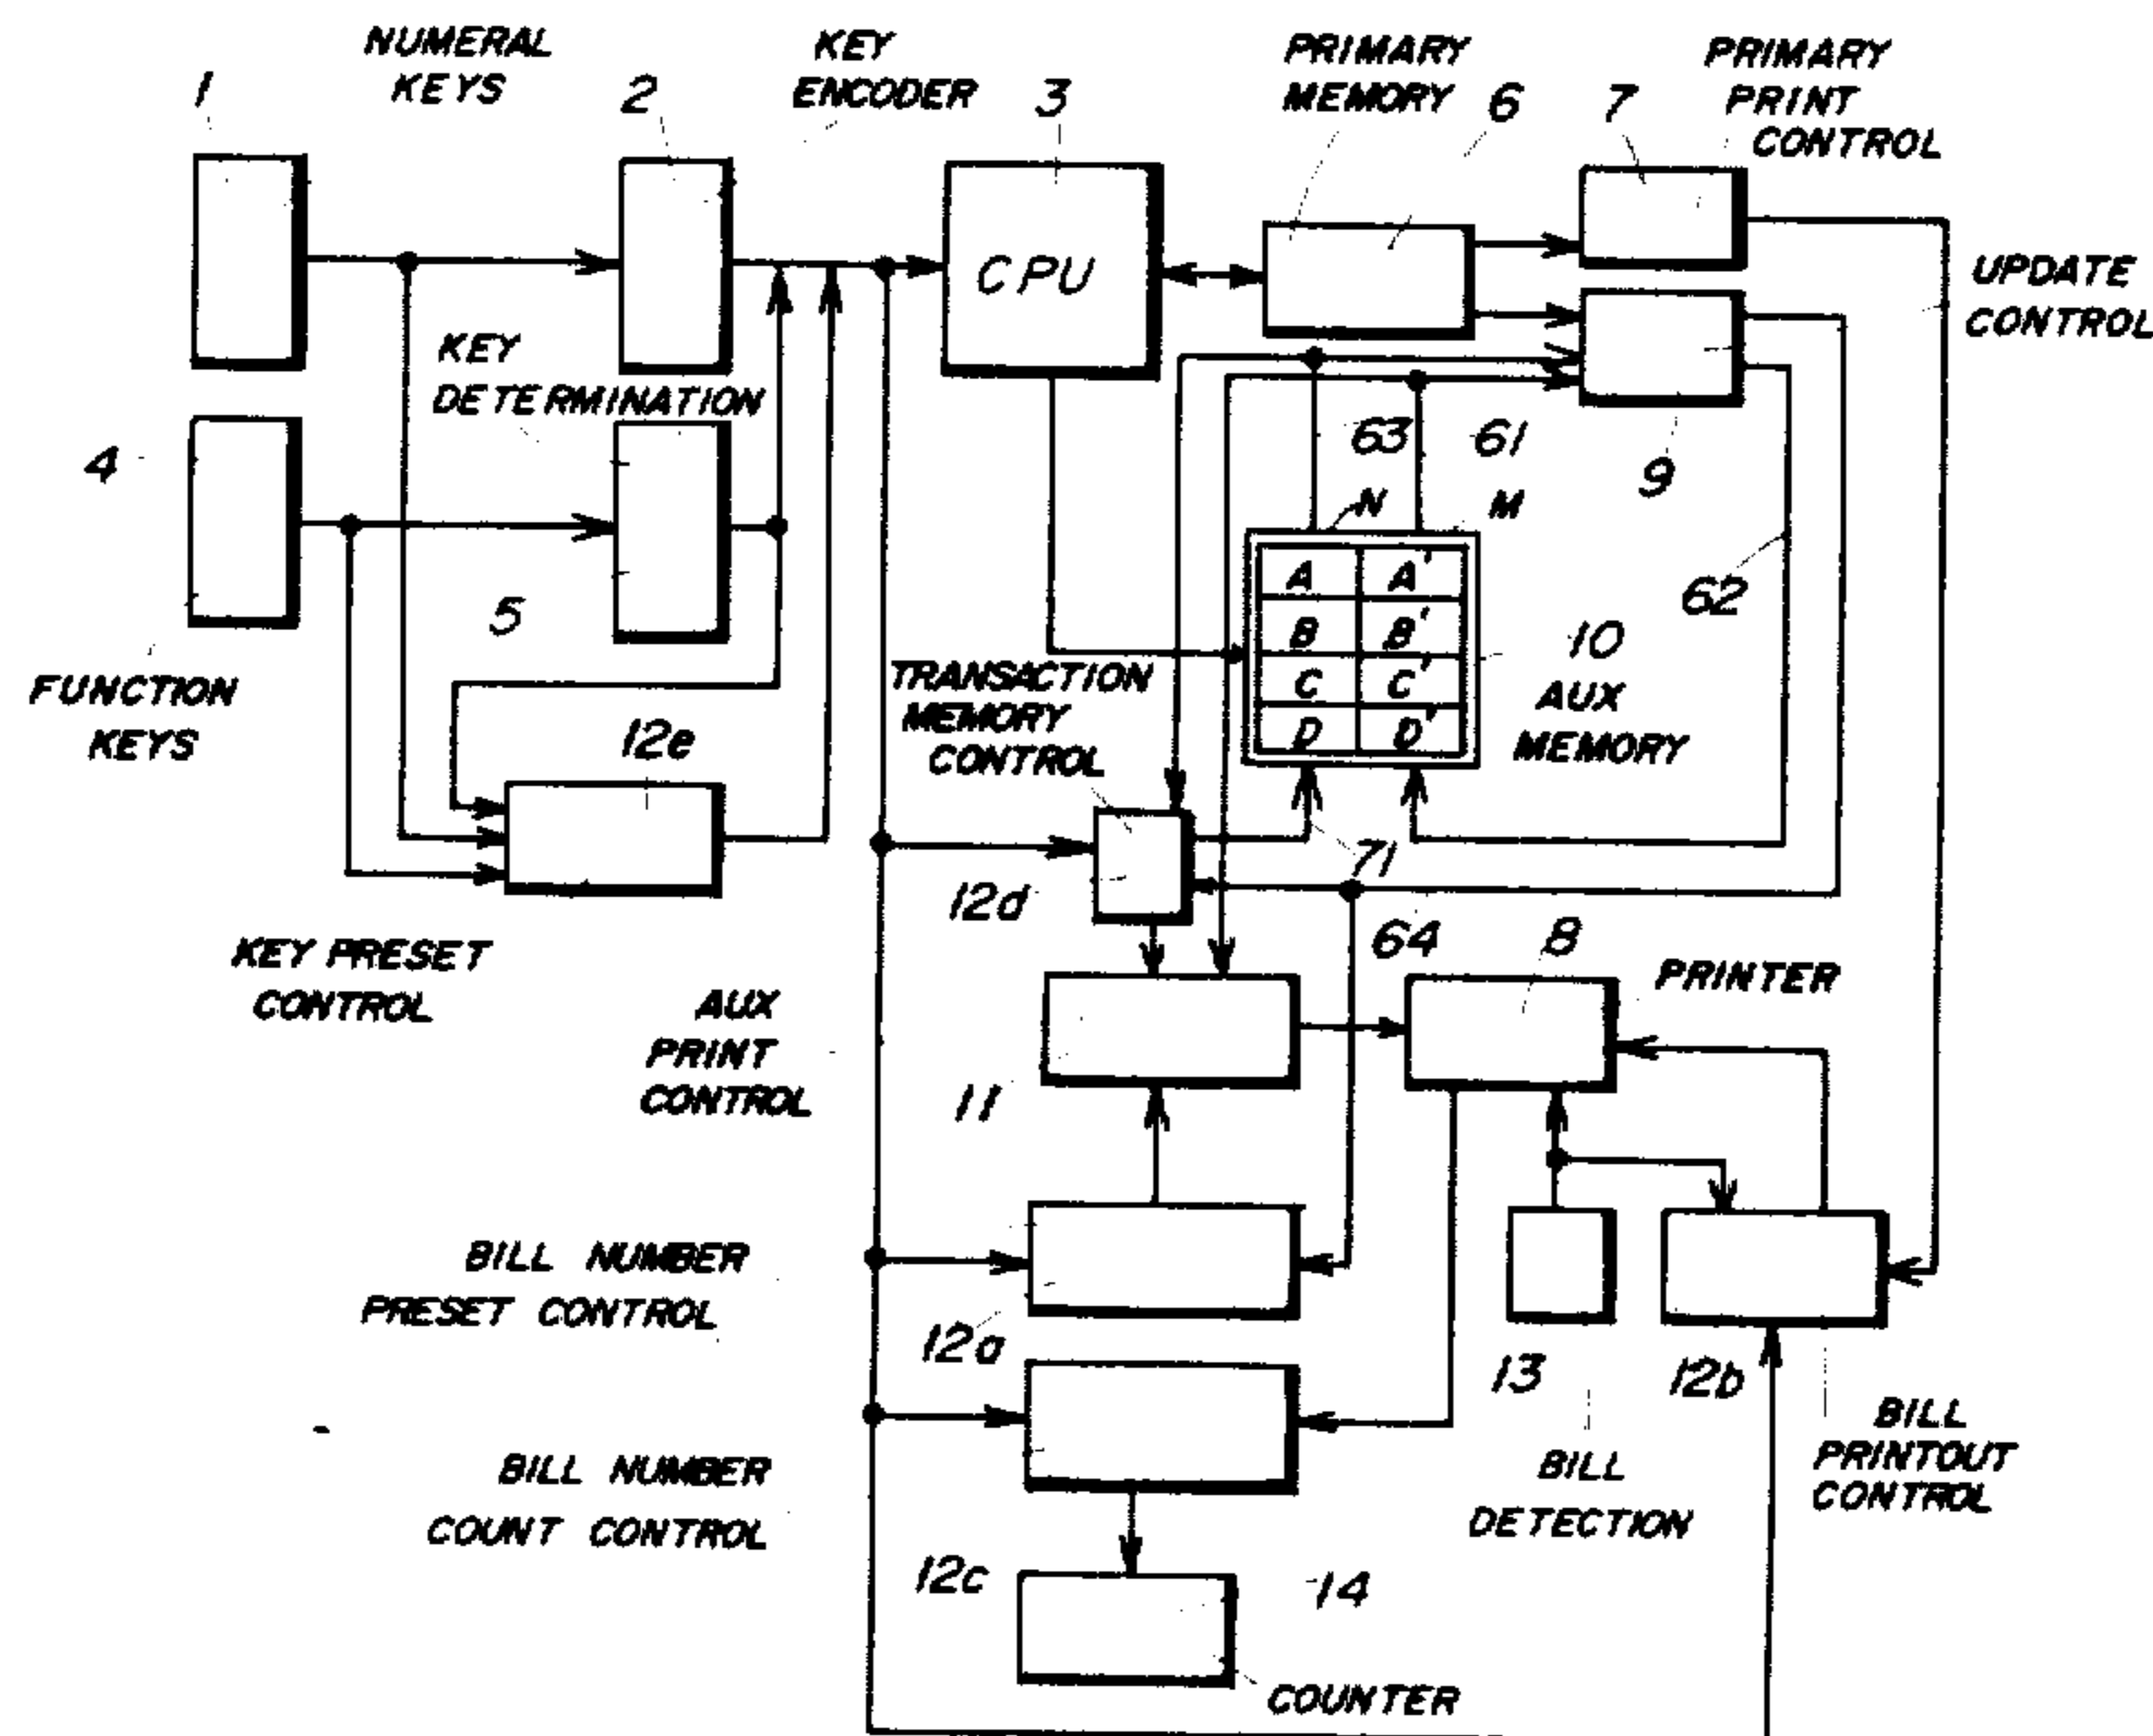 NUMERAL
KEYS
KEY
ENCODER
PRIMARY
MEMORY
PRIMARY
PRINT
CONTROL
1
2
3
6
7
CPU
UPDATE
CONTROL
KEY
DETERMINATION
4
5
63
61
9
N
M
62
A A'
B B'
C C'
D D'
10
AUX
MEMORY
FUNCTION
KEYS
12e
TRANSACTION
MEMORY
CONTROL
71
12d
64
8
PRINTER
KEY PRESET
CONTROL
AUX
PRINT
CONTROL
11
BILL NUMBER
PRESET CONTROL
12a
13
12b
BILL
PRINTOUT
CONTROL
BILL NUMBER
COUNT CONTROL
BILL
DETECTION
12c
14
COUNTER